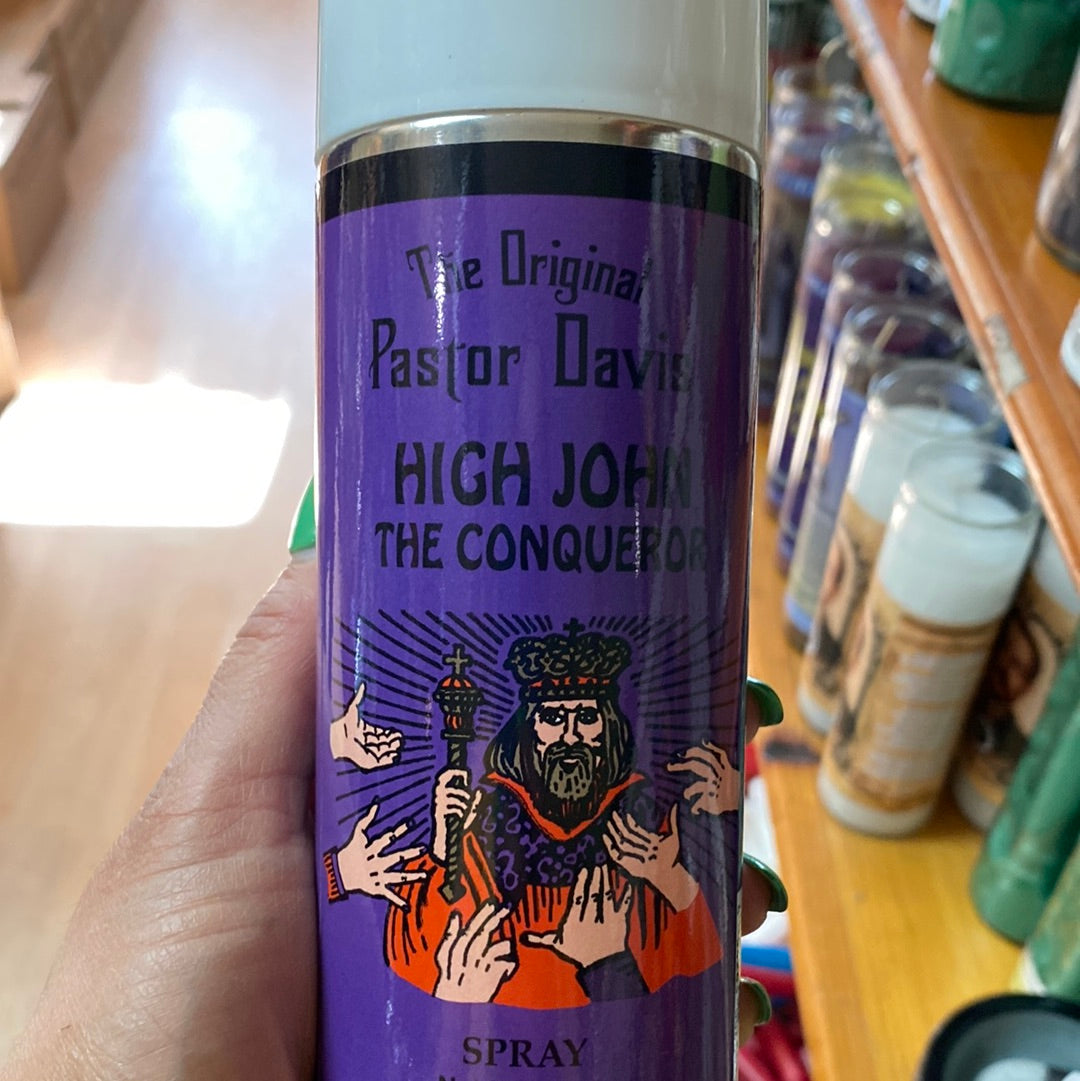 The Original
Pastor Davis
HIGH JOHN
THE CONQUEROR
SPRAY